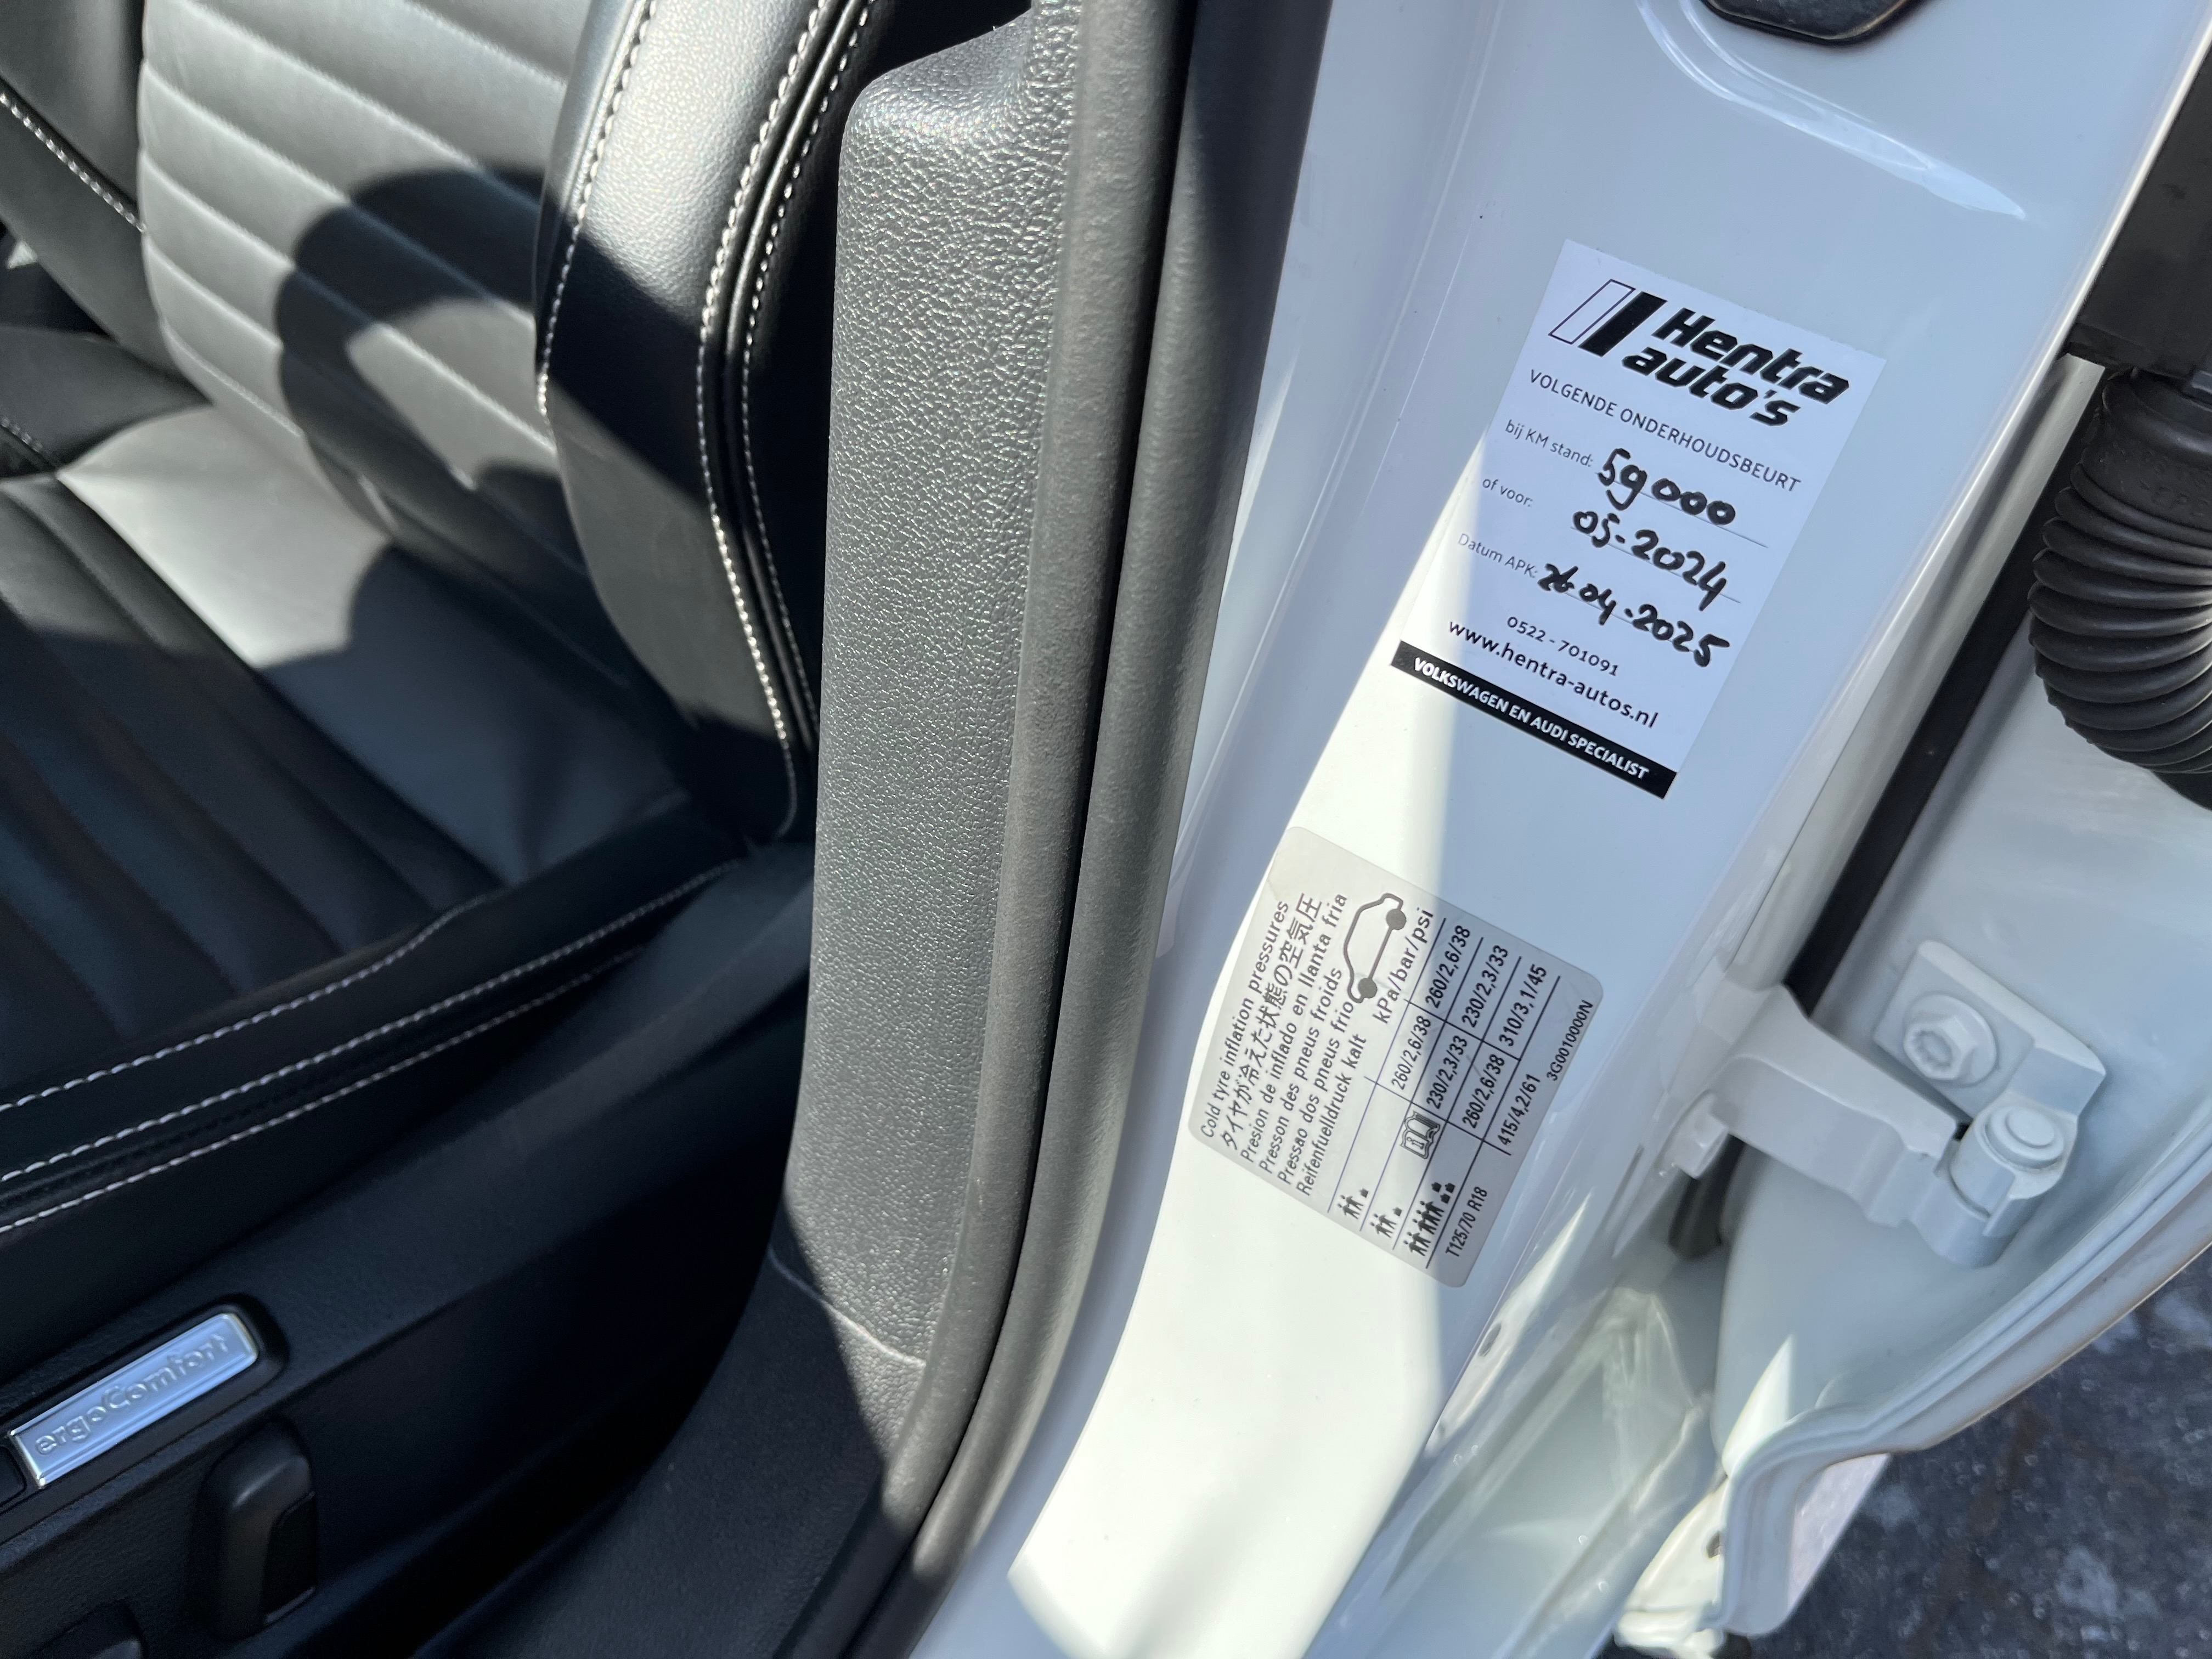 Hentra
auto's
VOLGENDE ONDERHOUDSBEURT
bij KM stand: 59000
of voor: 05-2024
Datum APK: 26-04-2025
0522 - 701091
www.hentra-autos.nl
VOLKSWAGEN EN AUDI SPECIALIST
Cold tyre inflation pressures
タイヤが冷えた状態の空気圧
Presion de inflado en llanta fria
Presson des pneus froids
Pressao dos pneus frio
Reifenfuelldruck kalt
kPa/bar/psi
260/2,6/38 260/2,6/38
230/2,3/33 230/2,3/33
260/2,6/38 310/3,1/45
T125/70 R18 415/4,2/61
3G0010000N
ergoComfort